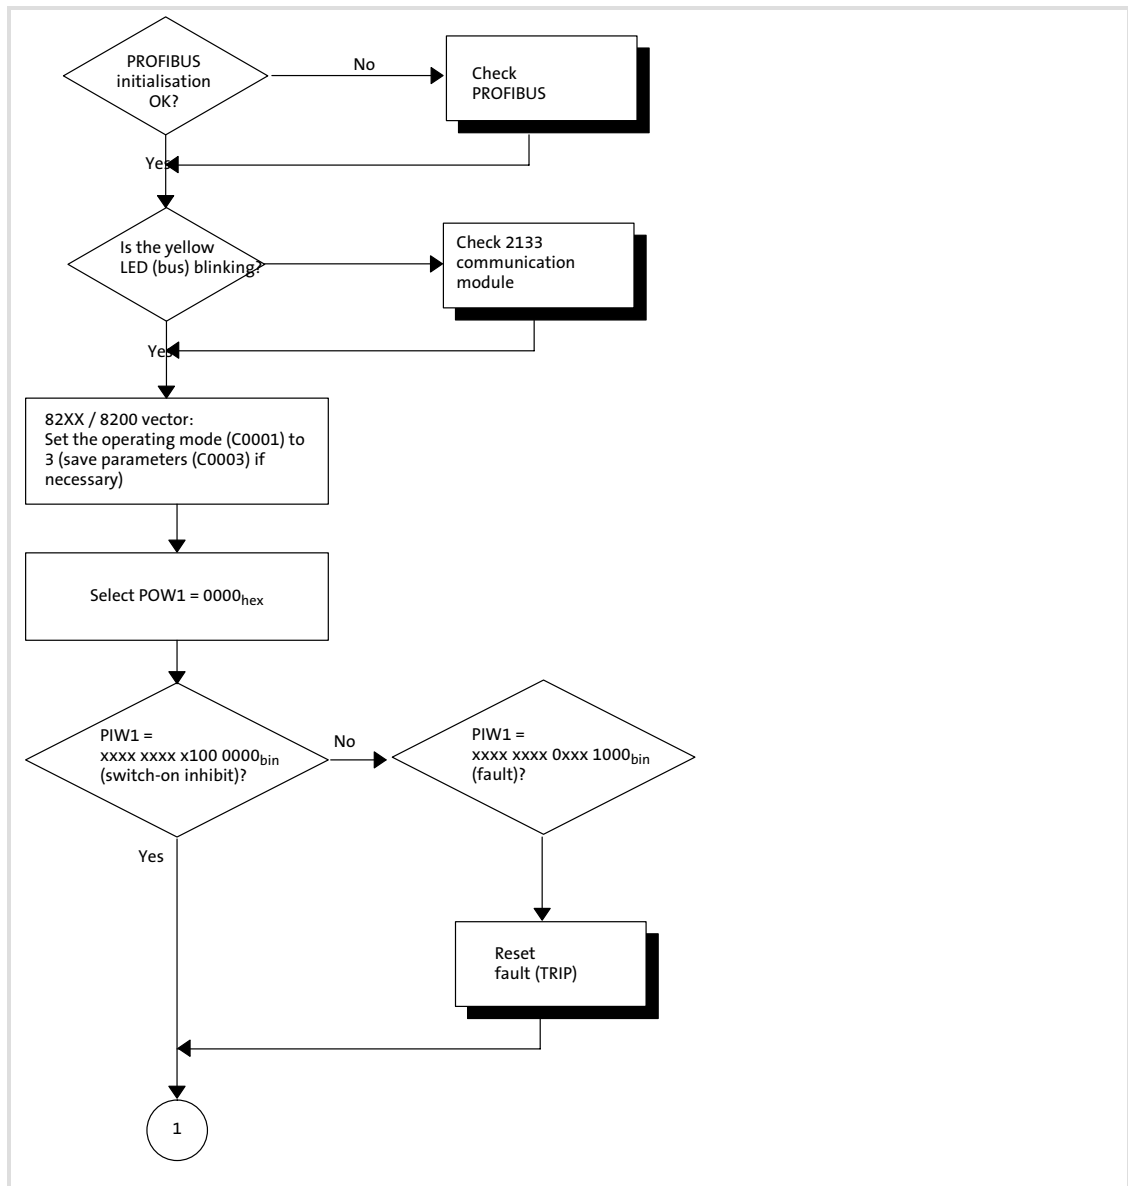 PROFIBUS
initialisation
OK?
No
Check
PROFIBUS
Yes
Is the yellow
LED (bus) blinking?
Check 2133
communication
module
Yes
82XX / 8200 vector:
Set the operating mode (C0001) to
3 (save parameters (C0003) if
necessary)
Select POW1 = 0000hex
PIW1 =
xxxx xxxx x100 0000bin
(switch-on inhibit)?
No
PIW1 =
xxxx xxxx 0xxx 1000bin
(fault)?
Yes
Reset
fault (TRIP)
1